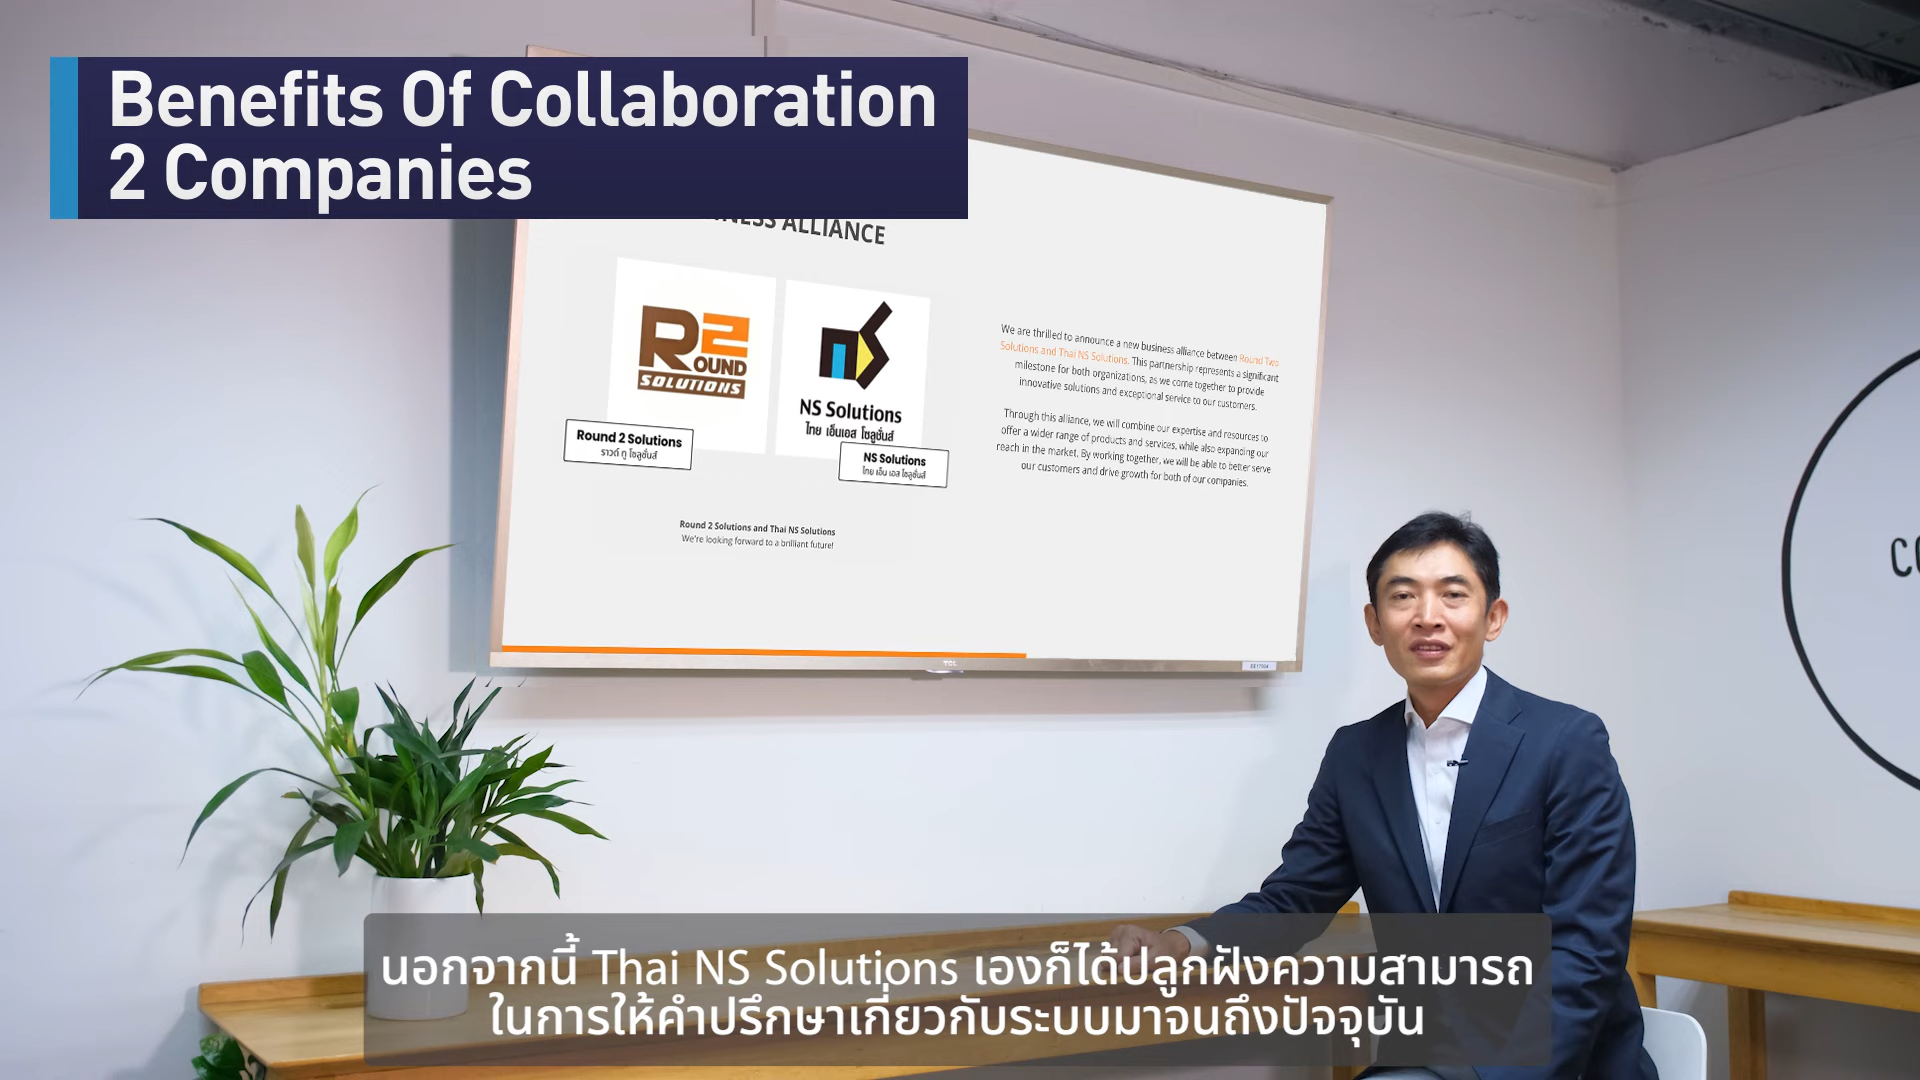 Benefits Of Collaboration
2 Companies
NESS ALLIANCE
R2
OUND
SOLUTIONS
Round 2 Solutions
ราวด์ ทู โซลูชั่นส์
NS Solutions
ไทย เอ็นเอส โซลูชั่นส์
NS Solutions
ไทย เอ็น เอส โซลูชั่นส์
Round 2 Solutions and Thai NS Solutions
We're looking forward to a brilliant future!
We are thrilled to announce a new business alliance between Round Two
Solutions and Thai NS Solutions. This partnership represents a significant
milestone for both organizations, as we come together to provide
innovative solutions and exceptional service to our customers.
Through this alliance, we will combine our expertise and resources to
offer a wider range of products and services, while also expanding our
reach in the market. By working together, we will be able to better serve
our customers and drive growth for both of our companies.
TCL
CO
นอกจากนี้ Thai NS Solutions เองก็ได้ปลูกฝังความสามารถ
ในการให้คำปรึกษาเกี่ยวกับระบบมาจนถึงปัจจุบัน